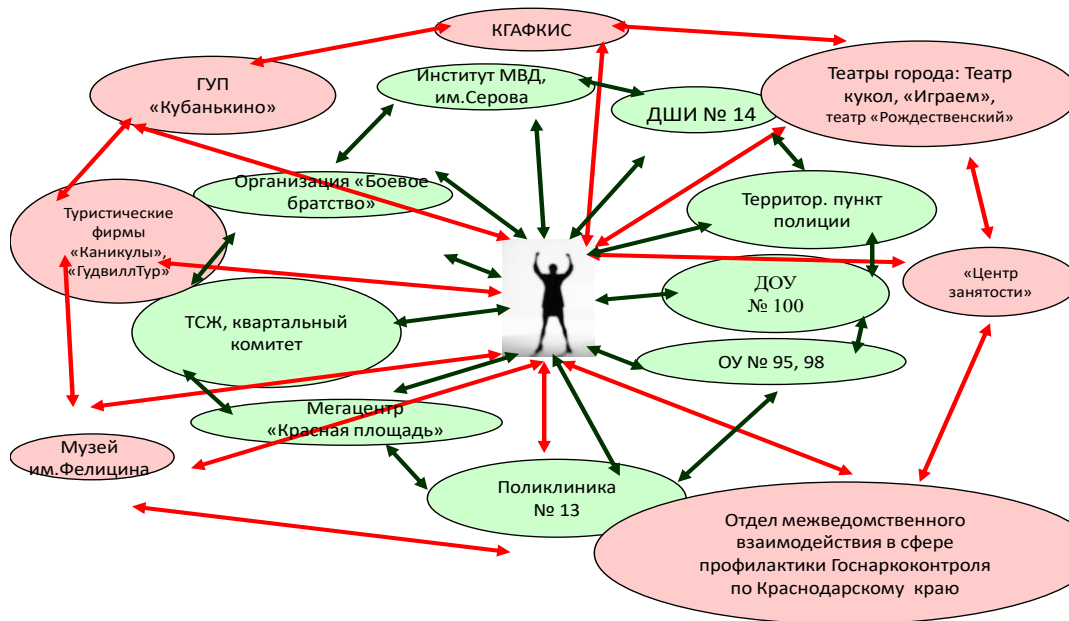 КГАФКИС
ГУП
«Кубанькино»
Институт МВД,
им.Серова
ДШИ № 14
Театры города: Театр
кукол, «Играем»,
театр «Рождественский»
Организация «Боевое
братство»
Территор. пункт
полиции
Туристические
фирмы
«Каникулы»,
«ГудвиллТур»
«Центр
занятости»
ДОУ
№ 100
ТСЖ, квартальный
комитет
ОУ № 95, 98
Мегацентр
«Красная площадь»
Музей
им.Фелицина
Поликлиника
№ 13
Отдел межведомственного
взаимодействия в сфере
профилактики Госнаркоконтроля
по Краснодарскому краю